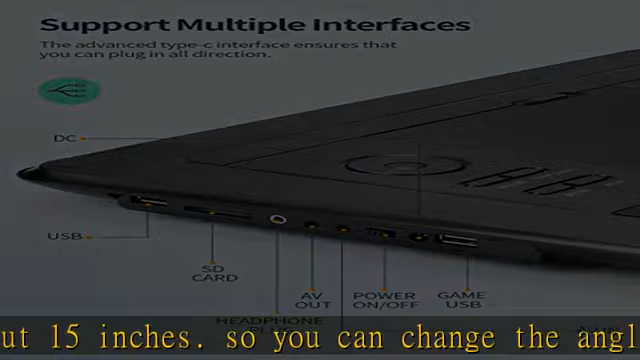 Support Multiple Interfaces
The advanced type-c interface ensures that
you can plug in all direction.
DC
USB
SD
CARD
HEADPHONE
AV
OUT
POWER
ON/OFF
GAME
USB
ut 15 inches. so you can change the angl